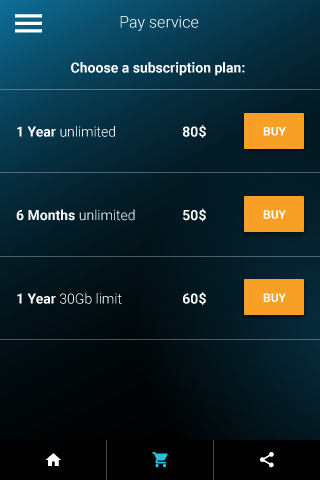 Pay service
Choose a subscription plan:
1 Year unlimited 80$ BUY
6 Months unlimited 50$ BUY
1 Year 30Gb limit 60$ BUY